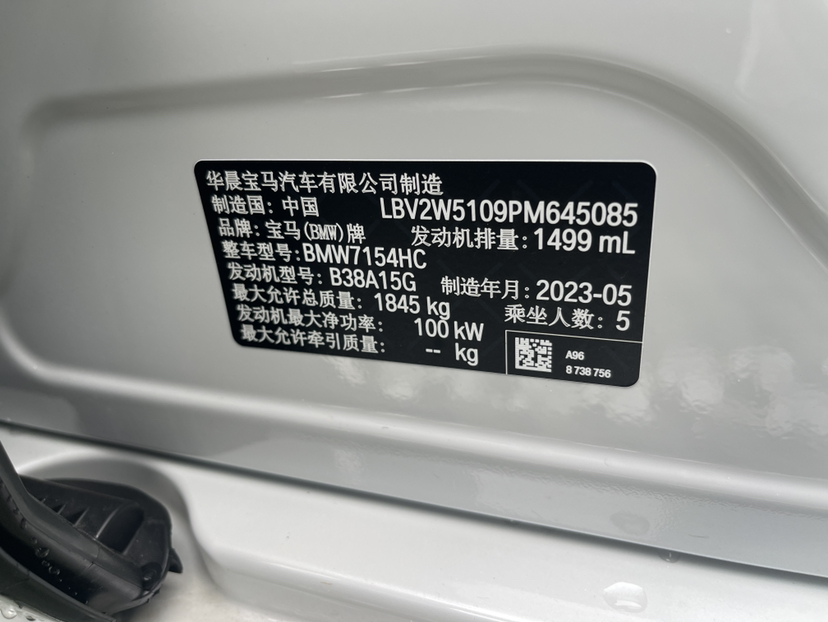 华晨宝马汽车有限公司制造
制造国: 中国 LBV2W5109PM645085
品牌: 宝马(BMW)牌 发动机排量: 1499 mL
整车型号: BMW7154HC
发动机型号: B38A15G 制造年月: 2023-05
最大允许总质量: 1845 kg 乘坐人数: 5
发动机最大净功率: 100 kW
最大允许牵引质量: -- kg
A96
8 738 756